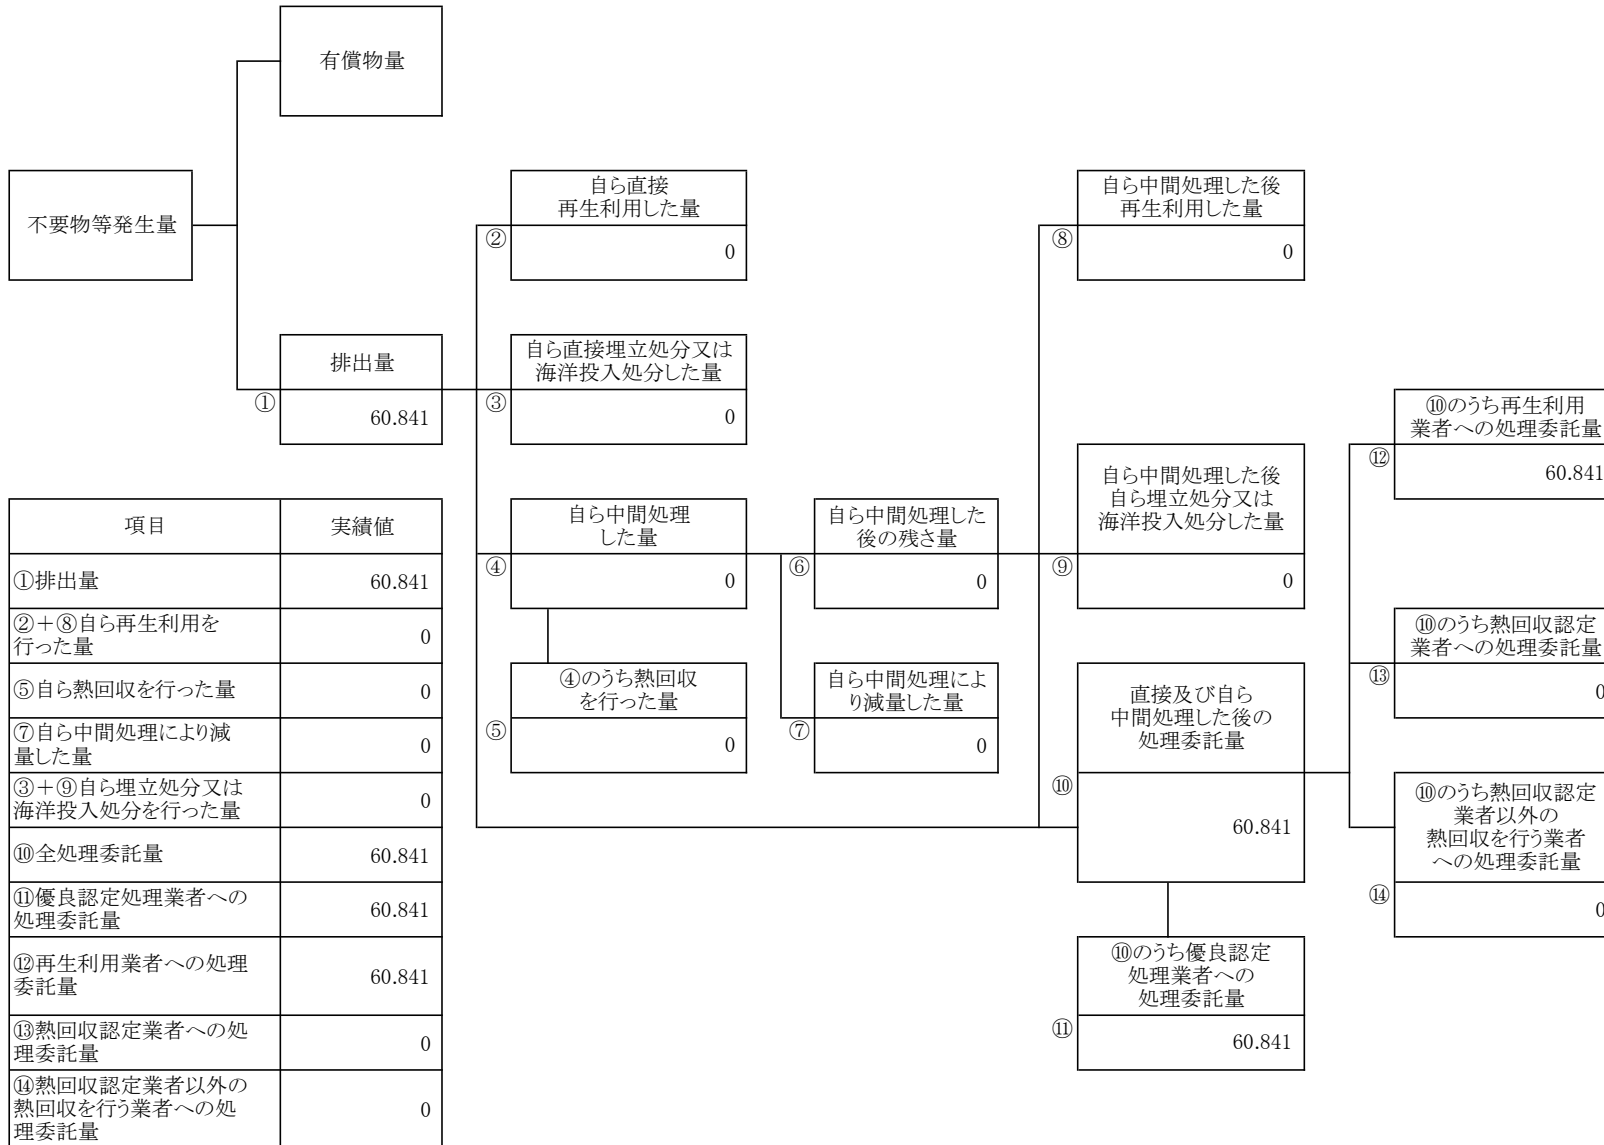 有償物量
不要物等発生量
自ら直接
再生利用した量
②
0
自ら中間処理した後
再生利用した量
⑧
0
排出量
①
60.841
自ら直接埋立処分又は
海洋投入処分した量
③
0
⑩のうち再生利用
業者への処理委託量
⑫
60.841
自ら中間処理
した量
④
0
自ら中間処理した
後の残さ量
⑥
0
自ら中間処理した後
自ら埋立処分又は
海洋投入処分した量
⑨
0
⑩のうち熱回収認定
業者への処理委託量
⑬
0
④のうち熱回収
を行った量
⑤
0
自ら中間処理によ
り減量した量
⑦
0
直接及び自ら
中間処理した後の
処理委託量
⑩
60.841
⑩のうち熱回収認定
業者以外の
熱回収を行う業者
への処理委託量
⑭
0
⑩のうち優良認定
処理業者への
処理委託量
⑪
60.841
項目 実績値
①排出量 60.841
②+⑧自ら再生利用を
行った量 0
⑤自ら熱回収を行った量 0
⑦自ら中間処理により減
量した量 0
③+⑨自ら埋立処分又は
海洋投入処分を行った量 0
⑩全処理委託量 60.841
⑪優良認定処理業者への
処理委託量 60.841
⑫再生利用業者への処理
委託量 60.841
⑬熱回収認定業者への処
理委託量 0
⑭熱回収認定業者以外の
熱回収を行う業者への処
理委託量 0